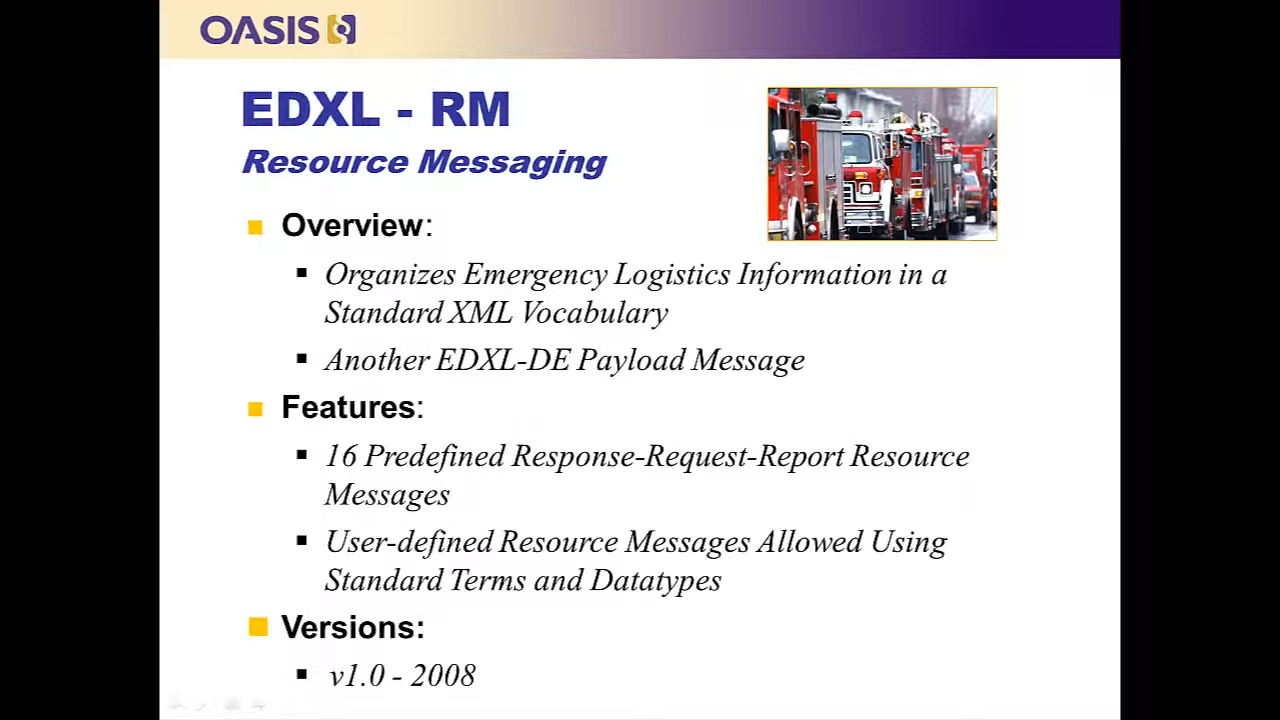 OASIS
EDXL - RM
Resource Messaging
Overview:
Organizes Emergency Logistics Information in a
Standard XML Vocabulary
Another EDXL-DE Payload Message
Features:
16 Predefined Response-Request-Report Resource
Messages
User-defined Resource Messages Allowed Using
Standard Terms and Datatypes
Versions:
v1.0 - 2008